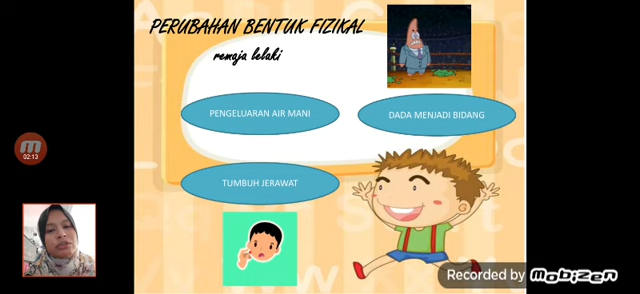 PERUBAHAN BENTUK FIZIKAL
remaja lelaki
PENGELUARAN AIR MANI
DADA MENJADI BIDANG
TUMBUH JERAWAT
02:13
Recorded by Mobizen